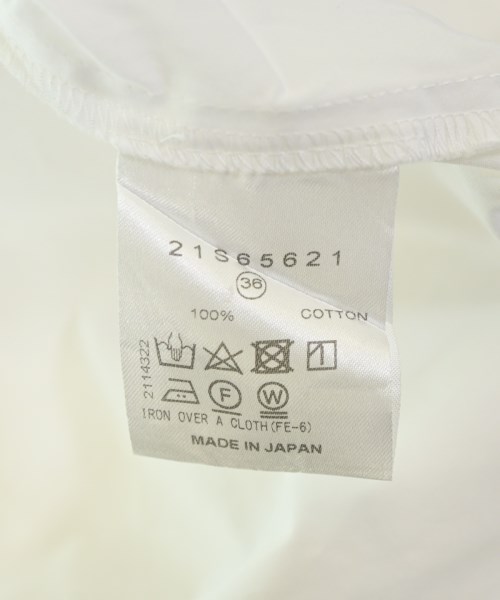 21S65621
36
100% COTTON
F W
IRON OVER A CLOTH(FE-6)
MADE IN JAPAN
2114322